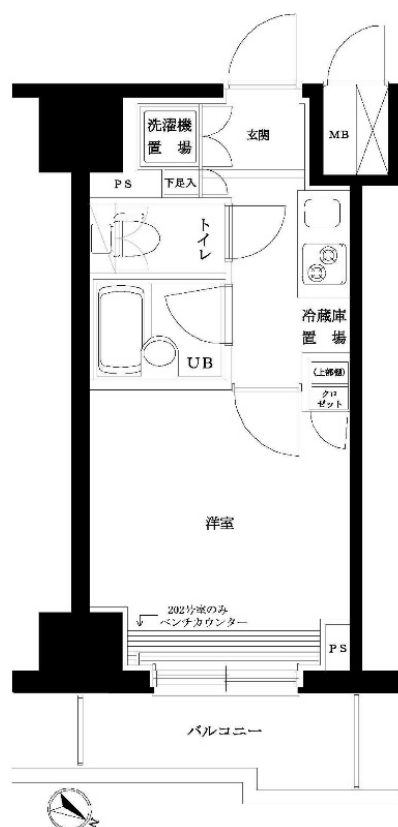 洗濯機
置 場
玄関
MB
PS
下足入
トイレ
冷蔵庫
置 場
UB
(上部棚)
クロ
ゼット
洋室
202号室のみ
ベンチカウンター
PS
バルコニー
N